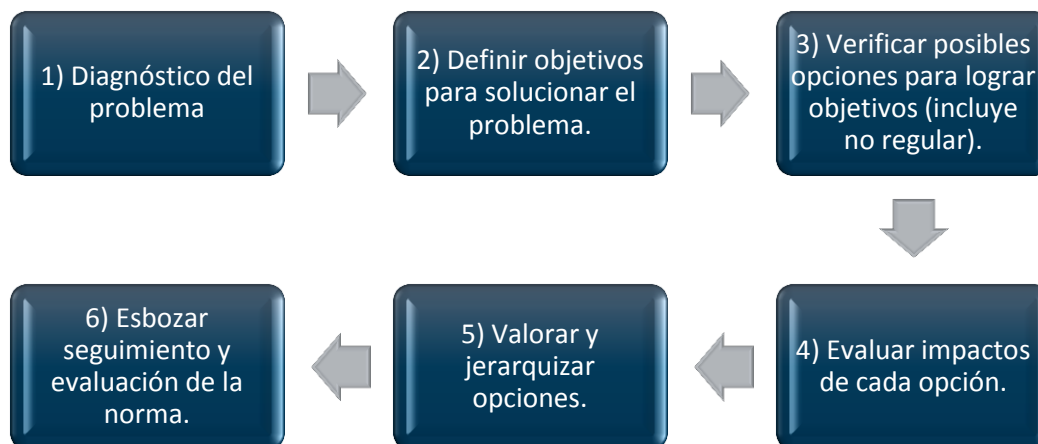 1) Diagnóstico del
problema
2) Definir objetivos
para solucionar el
problema.
3) Verificar posibles
opciones para lograr
objetivos (incluye
no regular).
4) Evaluar impactos
de cada opción.
5) Valorar y
jerarquizar
opciones.
6) Esbozar
seguimiento y
evaluación de la
norma.